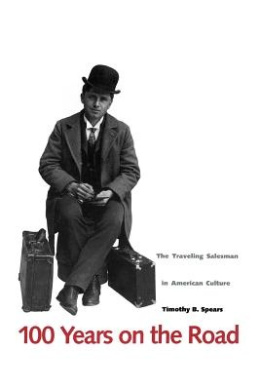 The Traveling Salesman
in American Culture
Timothy B. Spears
100 Years on the Road